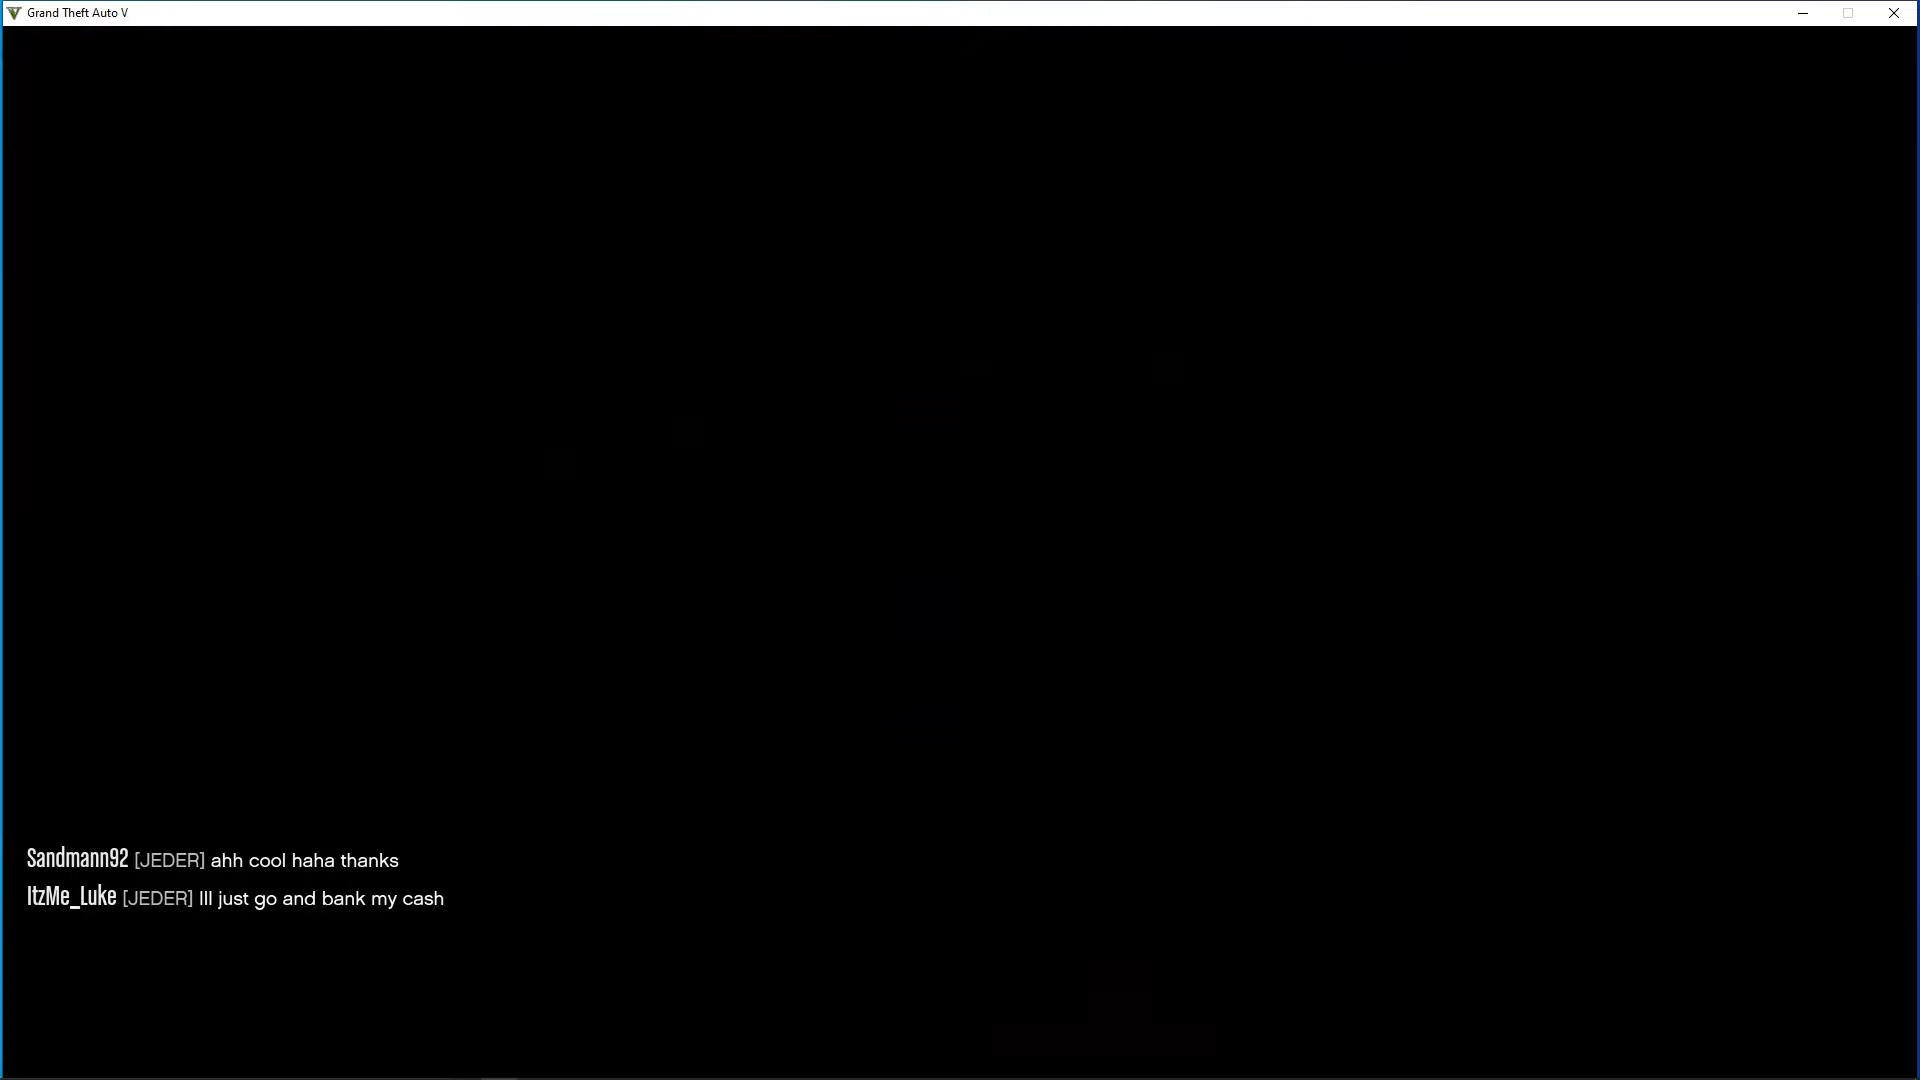 Grand Theft Auto V
Sandmann92 [JEDER] ahh cool haha thanks
ItzMe_Luke [JEDER] Ill just go and bank my cash